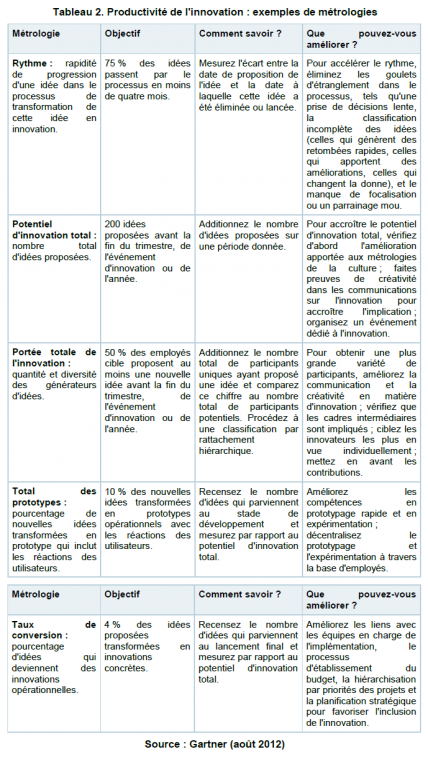 Tableau 2. Productivité de l'innovation : exemples de métrologies
Métrologie
Objectif
Comment savoir ?
Que pouvez-vous
améliorer ?
Rythme : rapidité
de progression
d'une idée dans le
processus de
transformation de
cette idée en
innovation.
75 % des idées
passent par le
processus en moins
de quatre mois.
Mesurez l'écart entre la
date de proposition de
l'idée et la date à
laquelle cette idée a
été éliminée ou lancée.
Pour accélérer le rythme,
éliminez les goulets
d'étranglement dans le
processus, tels qu'une
prise de décisions lente,
la classification
incomplète des idées
(celles qui génèrent des
retombées rapides, celles
qui apportent des
améliorations, celles qui
changent la donne), et le
manque de focalisation
ou un parrainage mou.
Potentiel
d'innovation total :
nombre total
d'idées proposées.
200 idées
proposées avant la
fin du trimestre, de
l'événement
d'innovation ou de
l'année.
Additionnez le nombre
d'idées proposées sur
une période donnée.
Pour accroître le potentiel
d'innovation total, vérifiez
d'abord l'amélioration
apportée aux métrologies
de la culture ; faites
preuves de créativité
dans les communications
sur l'innovation pour
accroître l'implication ;
organisez un événement
dédié à l'innovation.
Portée totale de
l'innovation :
quantité et diversité
des générateurs
d'idées.
50 % des employés
cible proposent au
moins une nouvelle
idée avant la fin du
trimestre, de
l'événement
d'innovation ou de
l'année.
Additionnez le nombre
total de participants
uniques ayant proposé
une idée et comparez
ce chiffre au nombre
total de participants
potentiels. Procédez à
une classification par
rattachement
hiérarchique.
Pour obtenir une plus
grande variété de
participants, améliorez la
communication et la
créativité en matière
d'innovation ; vérifiez que
les cadres intermédiaires
sont impliqués ; ciblez les
innovateurs les plus en
vue individuellement ;
mettez en avant les
contributions.
Total des
prototypes :
pourcentage de
nouvelles idées
transformées en
prototype qui inclut
les réactions des
utilisateurs.
10 % des nouvelles
idées transformées
en prototypes
opérationnels avec
les réactions des
utilisateurs.
Recensez le nombre
d'idées qui parviennent
au stade de
développement et
mesurez par rapport au
potentiel d'innovation
total.
Améliorez les
compétences en
prototypage rapide et en
expérimentation ;
décentralisez le
prototypage et
l'expérimentation à travers
la base d'employés.
Métrologie
Objectif
Comment savoir ?
Que pouvez-vous
améliorer ?
Taux de
conversion :
pourcentage
d'idées qui
deviennent des
innovations
opérationnelles.
4 % des idées
proposées
transformées en
innovations
concrètes.
Recensez le nombre
d'idées qui parviennent
au lancement final et
mesurez par rapport au
potentiel d'innovation
total.
Améliorez les liens avec
les équipes en charge de
l'implémentation, le
processus
d'établissement du
budget, la hiérarchisation
par priorités des projets et
la planification stratégique
pour favoriser l'inclusion
de l'innovation.
Source : Gartner (août 2012)